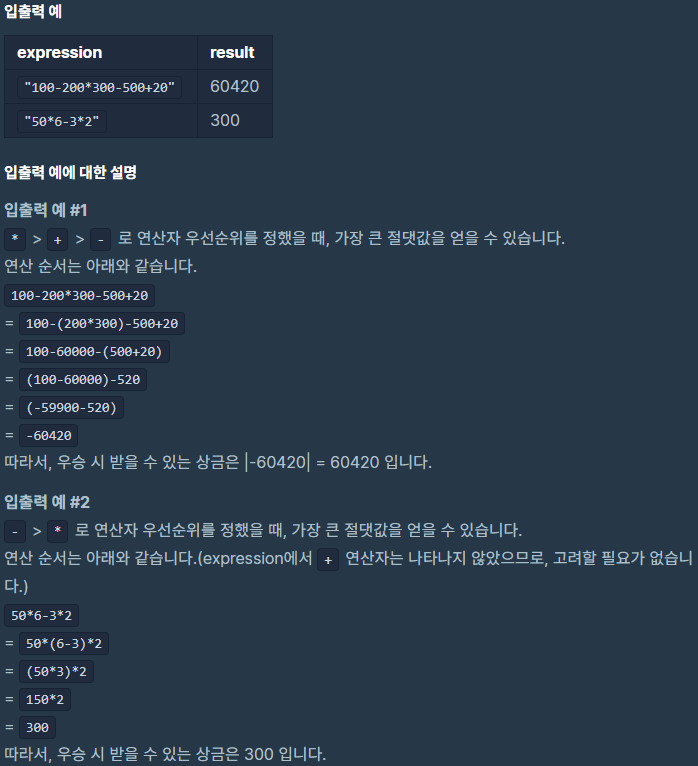 입출력 예
expression result
"100-200*300-500+20" 60420
"50*6-3*2" 300
입출력 예에 대한 설명
입출력 예 #1
* > + > - 로 연산자 우선순위를 정했을 때, 가장 큰 절댓값을 얻을 수 있습니다.
연산 순서는 아래와 같습니다.
100-200*300-500+20
= 100-(200*300)-500+20
= 100-60000-(500+20)
= (100-60000)-520
= (-59900-520)
= -60420
따라서, 우승 시 받을 수 있는 상금은 |-60420| = 60420 입니다.
입출력 예 #2
- > * 로 연산자 우선순위를 정했을 때, 가장 큰 절댓값을 얻을 수 있습니다.
연산 순서는 아래와 같습니다.(expression에서 + 연산자는 나타나지 않았으므로, 고려할 필요가 없습니
다.)
50*6-3*2
= 50*(6-3)*2
= (50*3)*2
= 150*2
= 300
따라서, 우승 시 받을 수 있는 상금은 300 입니다.